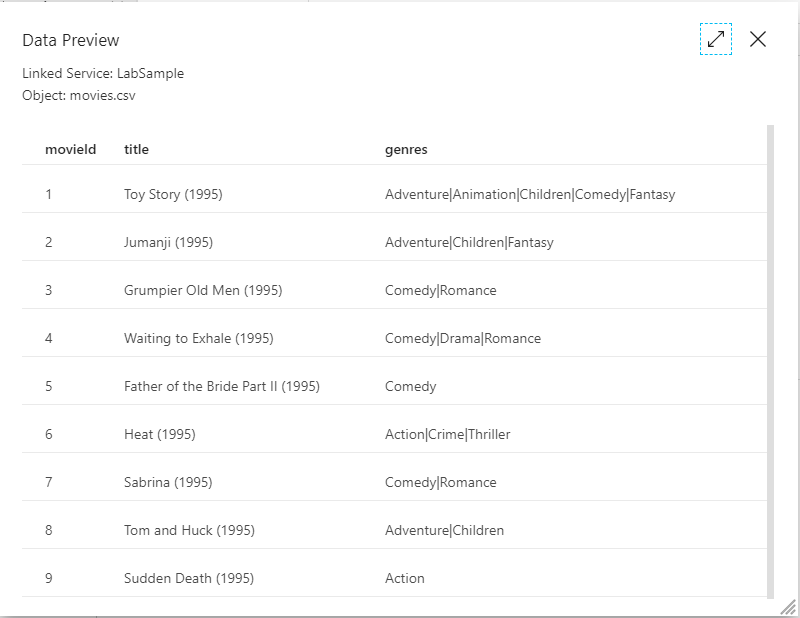 Data Preview
Linked Service: LabSample
Object: movies.csv
movieId title genres
1 Toy Story (1995) Adventure|Animation|Children|Comedy|Fantasy
2 Jumanji (1995) Adventure|Children|Fantasy
3 Grumpier Old Men (1995) Comedy|Romance
4 Waiting to Exhale (1995) Comedy|Drama|Romance
5 Father of the Bride Part II (1995) Comedy
6 Heat (1995) Action|Crime|Thriller
7 Sabrina (1995) Comedy|Romance
8 Tom and Huck (1995) Adventure|Children
9 Sudden Death (1995) Action